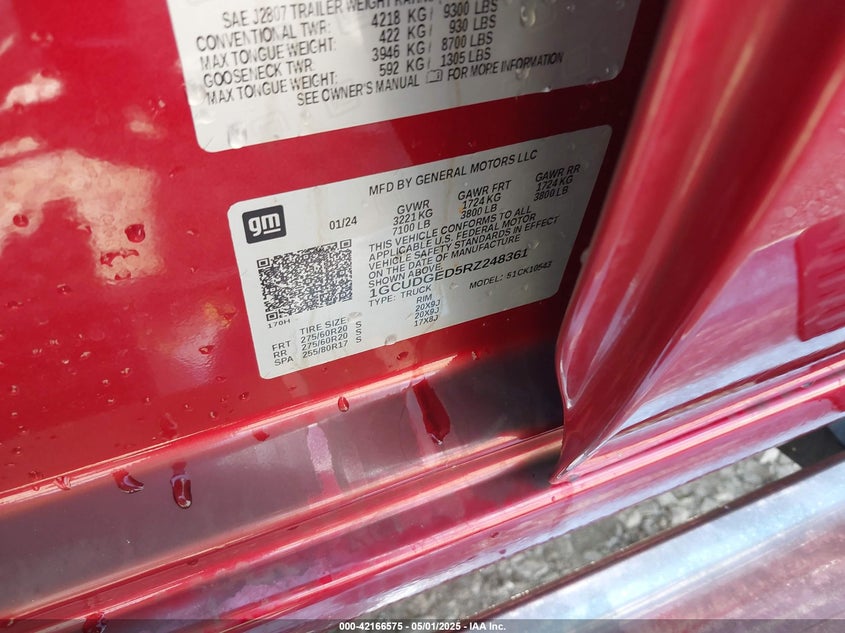 SAE J2807 TRAILER WEIGHT
CONVENTIONAL TWR: 4218 KG / 9300 LBS
MAX TONGUE WEIGHT: 422 KG / 930 LBS
GOOSENECK TWR: 3946 KG / 8700 LBS
MAX TONGUE WEIGHT: 592 KG / 1305 LBS
SEE OWNER'S MANUAL FOR MORE INFORMATION
MFD BY GENERAL MOTORS LLC
gm
01/24
GVWR GAWR FRT GAWR RR
3221 KG 1724 KG 1724 KG
7100 LB 3800 LB 3800 LB
THIS VEHICLE CONFORMS TO ALL
APPLICABLE U.S. FEDERAL MOTOR
VEHICLE SAFETY STANDARDS IN EFFECT
ON THE DATE OF MANUFACTURE
SHOWN ABOVE.
1GCUDGED5RZ248361
TYPE: TRUCK MODEL: 51CK10543
170H
TIRE SIZE RIM
FRT 275/60R20 S 20X9J
RR 275/60R20 S 20X9J
SPA 255/80R17 S 17X8J
000-42166575 — 05/01/2025 — IAA Inc.